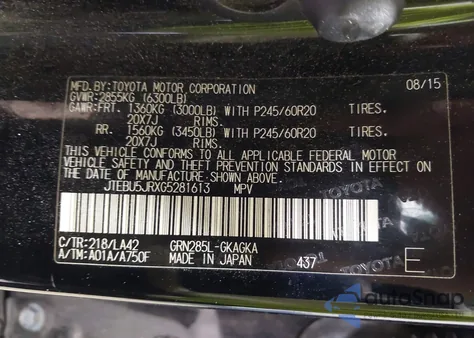 MFD.BY:TOYOTA MOTOR CORPORATION 08/15
GVWR:2855KG (6300LB)
GAWR:FRT. 1360KG (3000LB) WITH P245/60R20 TIRES.
20X7J RIMS.
RR. 1560KG (3450LB) WITH P245/60R20 TIRES.
20X7J RIMS.
THIS VEHICLE CONFORMS TO ALL APPLICABLE FEDERAL MOTOR
VEHICLE SAFETY AND THEFT PREVENTION STANDARDS IN EFFECT
ON THE DATE OF MANUFACTURE SHOWN ABOVE.
JTEBU5JRXG5281613 MPV
C/TR:218/LA42 GRN285L-GKAGKA
A/TM:A01A/A750F MADE IN JAPAN 437 E
TOYOTA
autoSnap